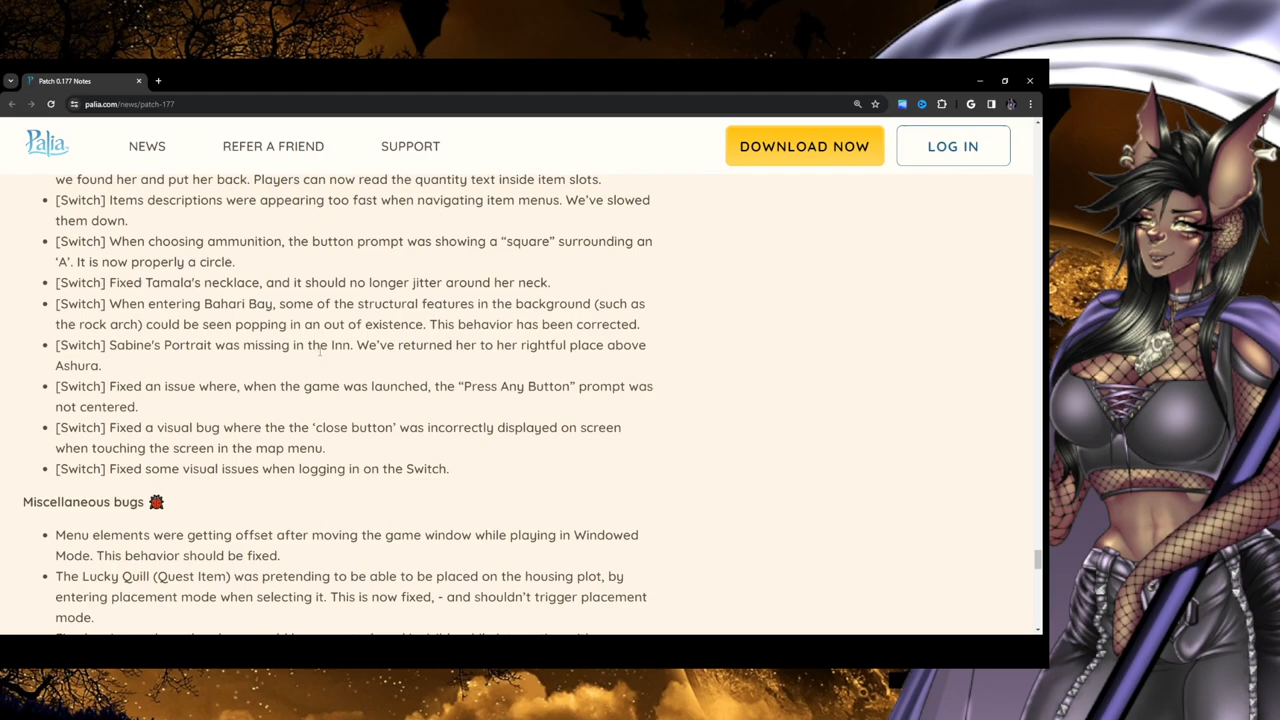 Patch 0.177 Notes
palia.com/news/patch-177
Palia
NEWS
REFER A FRIEND
SUPPORT
DOWNLOAD NOW
LOG IN
we found her and put her back. Players can now read the quantity text inside item slots.
• [Switch] Items descriptions were appearing too fast when navigating item menus. We've slowed
them down.
• [Switch] When choosing ammunition, the button prompt was showing a “square” surrounding an
‘A’. It is now properly a circle.
• [Switch] Fixed Tamala's necklace, and it should no longer jitter around her neck.
• [Switch] When entering Bahari Bay, some of the structural features in the background (such as
the rock arch) could be seen popping in an out of existence. This behavior has been corrected.
• [Switch] Sabine's Portrait was missing in the Inn. We've returned her to her rightful place above
Ashura.
• [Switch] Fixed an issue where, when the game was launched, the “Press Any Button” prompt was
not centered.
• [Switch] Fixed a visual bug where the the ‘close button’ was incorrectly displayed on screen
when touching the screen in the map menu.
• [Switch] Fixed some visual issues when logging in on the Switch.
Miscellaneous bugs
• Menu elements were getting offset after moving the game window while playing in Windowed
Mode. This behavior should be fixed.
• The Lucky Quill (Quest Item) was pretending to be able to be placed on the housing plot, by
entering placement mode when selecting it. This is now fixed, - and shouldn't trigger placement
mode.